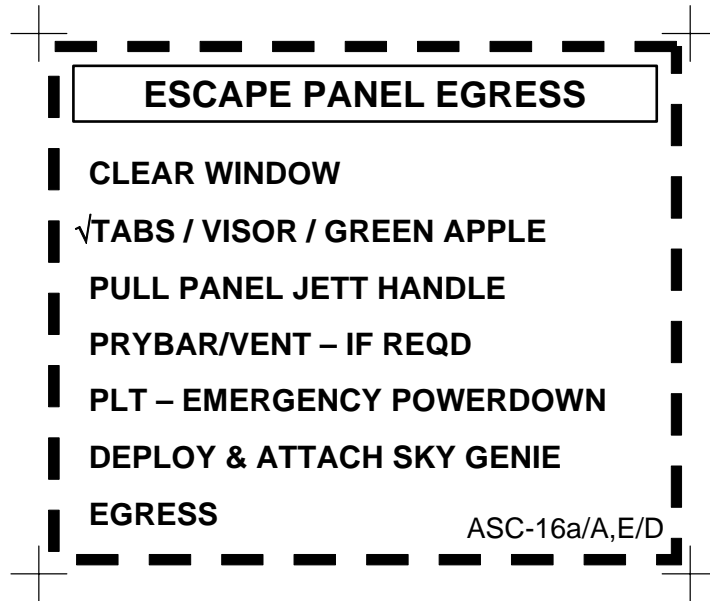 ESCAPE PANEL EGRESS
CLEAR WINDOW
√TABS / VISOR / GREEN APPLE
PULL PANEL JETT HANDLE
PRYBAR/VENT – IF REQD
PLT – EMERGENCY POWERDOWN
DEPLOY & ATTACH SKY GENIE
EGRESS
ASC-16a/A,E/D